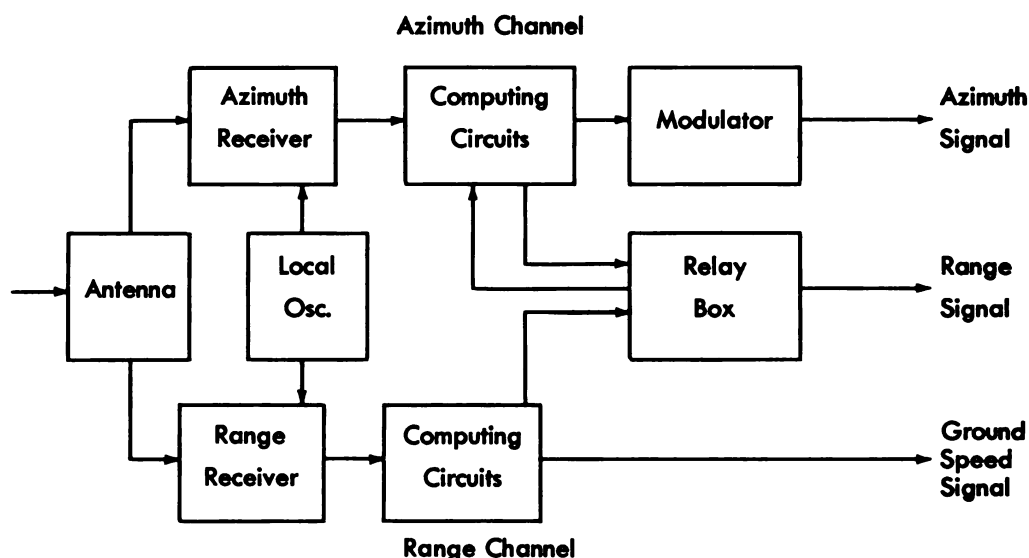 Azimuth Channel
Azimuth
Receiver
Computing
Circuits
Modulator
Azimuth
Signal
Antenna
Local
Osc.
Relay
Box
Range
Signal
Range
Receiver
Computing
Circuits
Ground
Speed
Signal
Range Channel